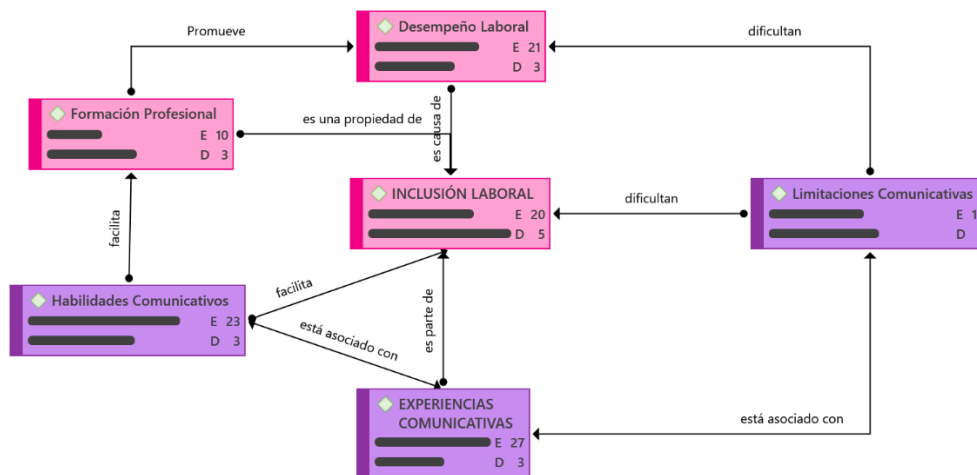 Desempeño Laboral
E 21
D 3
Promueve
dificultan
Formación Profesional
E 10
D 3
es una propiedad de
es causa de
INCLUSIÓN LABORAL
E 20
D 5
dificultan
Limitaciones Comunicativas
E 1
D
facilita
Habilidades Comunicativos
E 23
D 3
facilita
está asociado con
es parte de
EXPERIENCIAS
COMUNICATIVAS
E 27
D 3
está asociado con